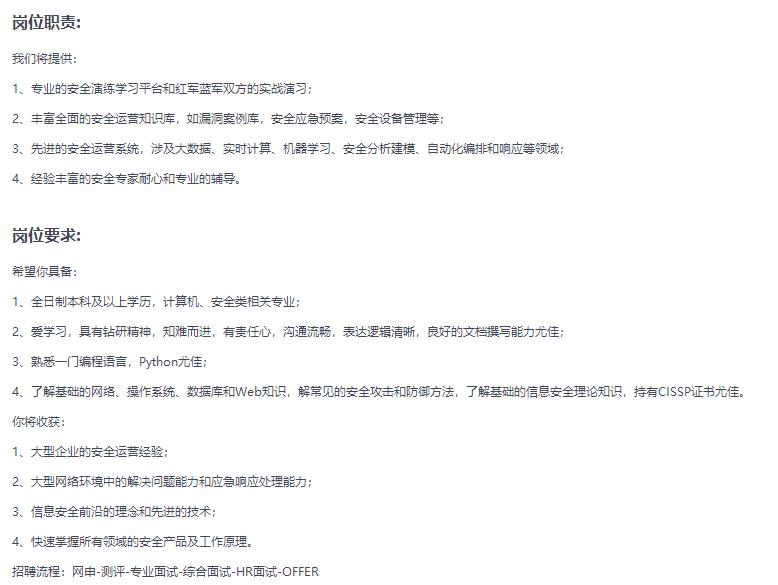 岗位职责:
我们将提供：
1、专业的安全演练学习平台和红军蓝军双方的实战演习；
2、丰富全面的安全运营知识库，如漏洞案例库，安全应急预案，安全设备管理等；
3、先进的安全运营系统，涉及大数据、实时计算、机器学习、安全分析建模、自动化编排和响应等领域；
4、经验丰富的安全专家耐心和专业的辅导。
岗位要求:
希望你具备：
1、全日制本科及以上学历，计算机、安全类相关专业；
2、爱学习，具有钻研精神，知难而进，有责任心，沟通流畅，表达逻辑清晰，良好的文档撰写能力尤佳；
3、熟悉一门编程语言，Python尤佳；
4、了解基础的网络、操作系统、数据库和Web知识，解常见的安全攻击和防御方法，了解基础的信息安全理论知识，持有CISSP证书尤佳。
你将收获：
1、大型企业的安全运营经验；
2、大型网络环境中的解决问题能力和应急响应处理能力；
3、信息安全前沿的理念和先进的技术；
4、快速掌握所有领域的安全产品及工作原理。
招聘流程：网申-测评-专业面试-综合面试-HR面试-OFFER